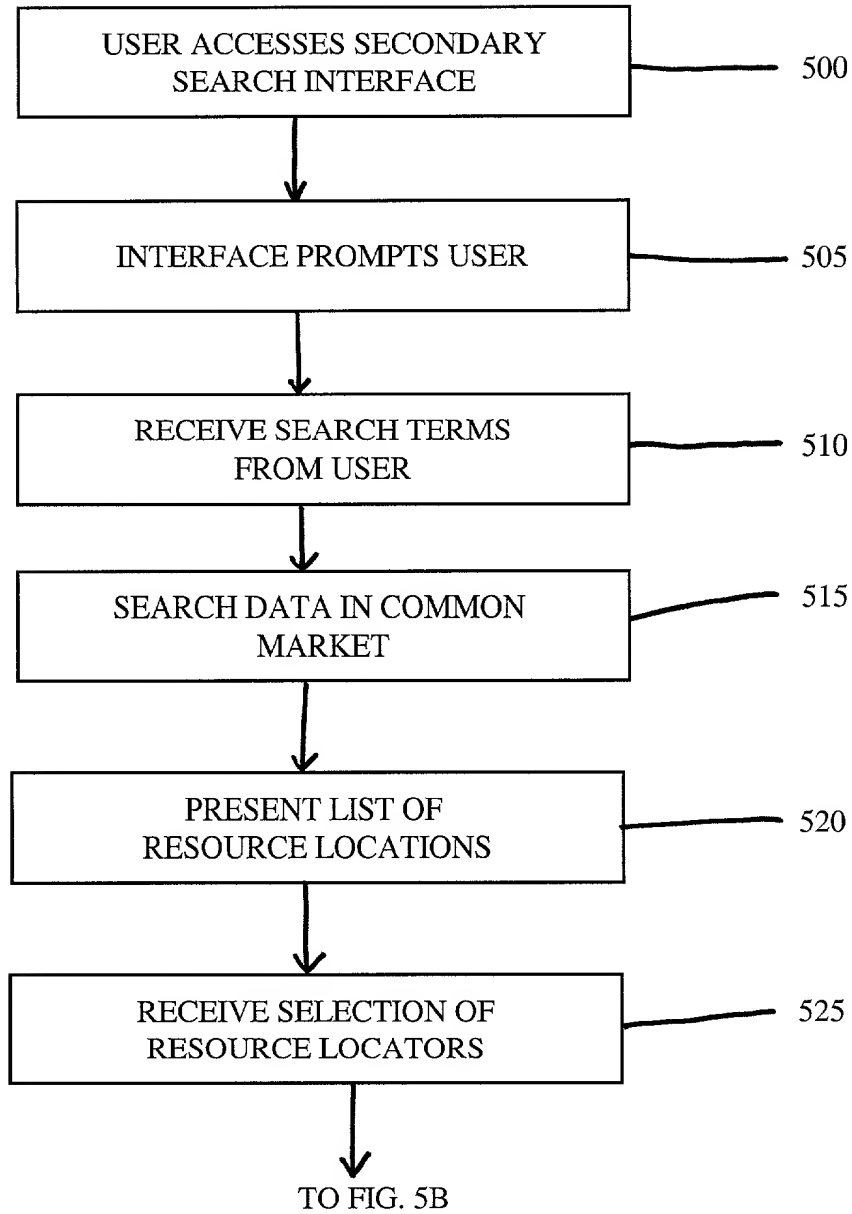 USER ACCESSES SECONDARY
SEARCH INTERFACE
500
INTERFACE PROMPTS USER
505
RECEIVE SEARCH TERMS
FROM USER
510
SEARCH DATA IN COMMON
MARKET
515
PRESENT LIST OF
RESOURCE LOCATIONS
520
RECEIVE SELECTION OF
RESOURCE LOCATORS
525
TO FIG. 5B